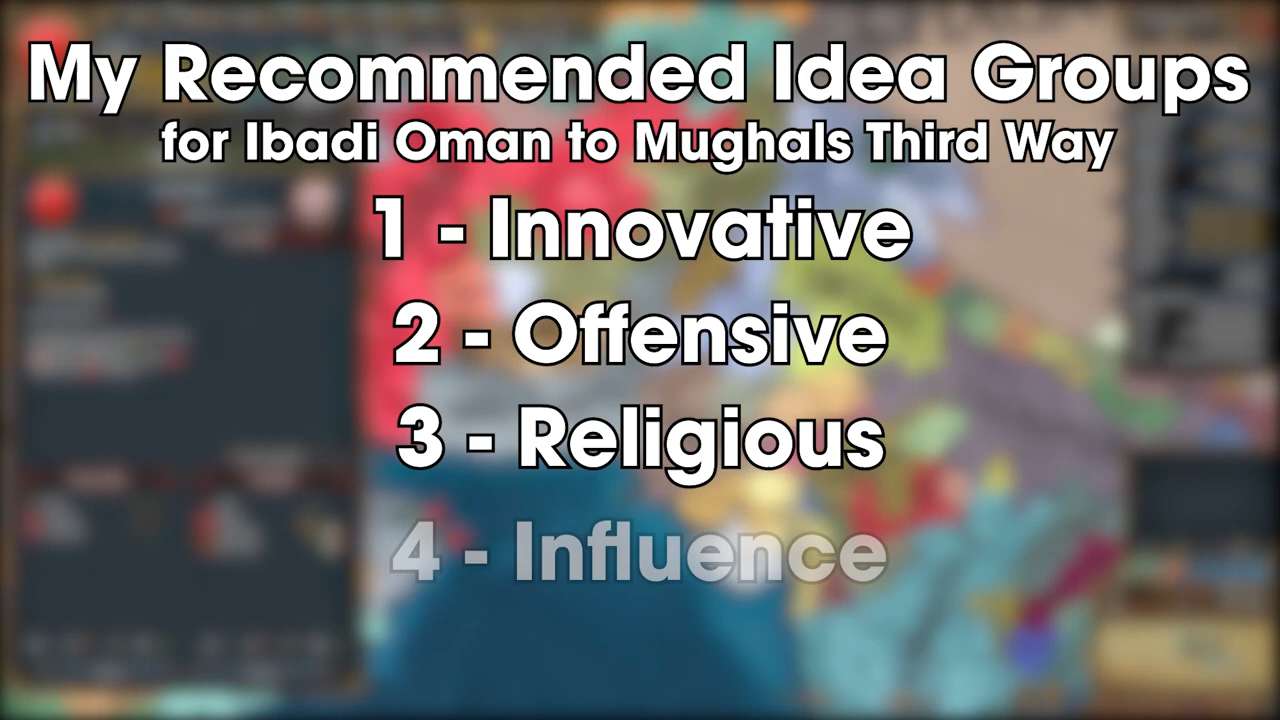 My Recommended Idea Groups
for Ibadi Oman to Mughals Third Way
1 - Innovative
2 - Offensive
3 - Religious
4 - Influence